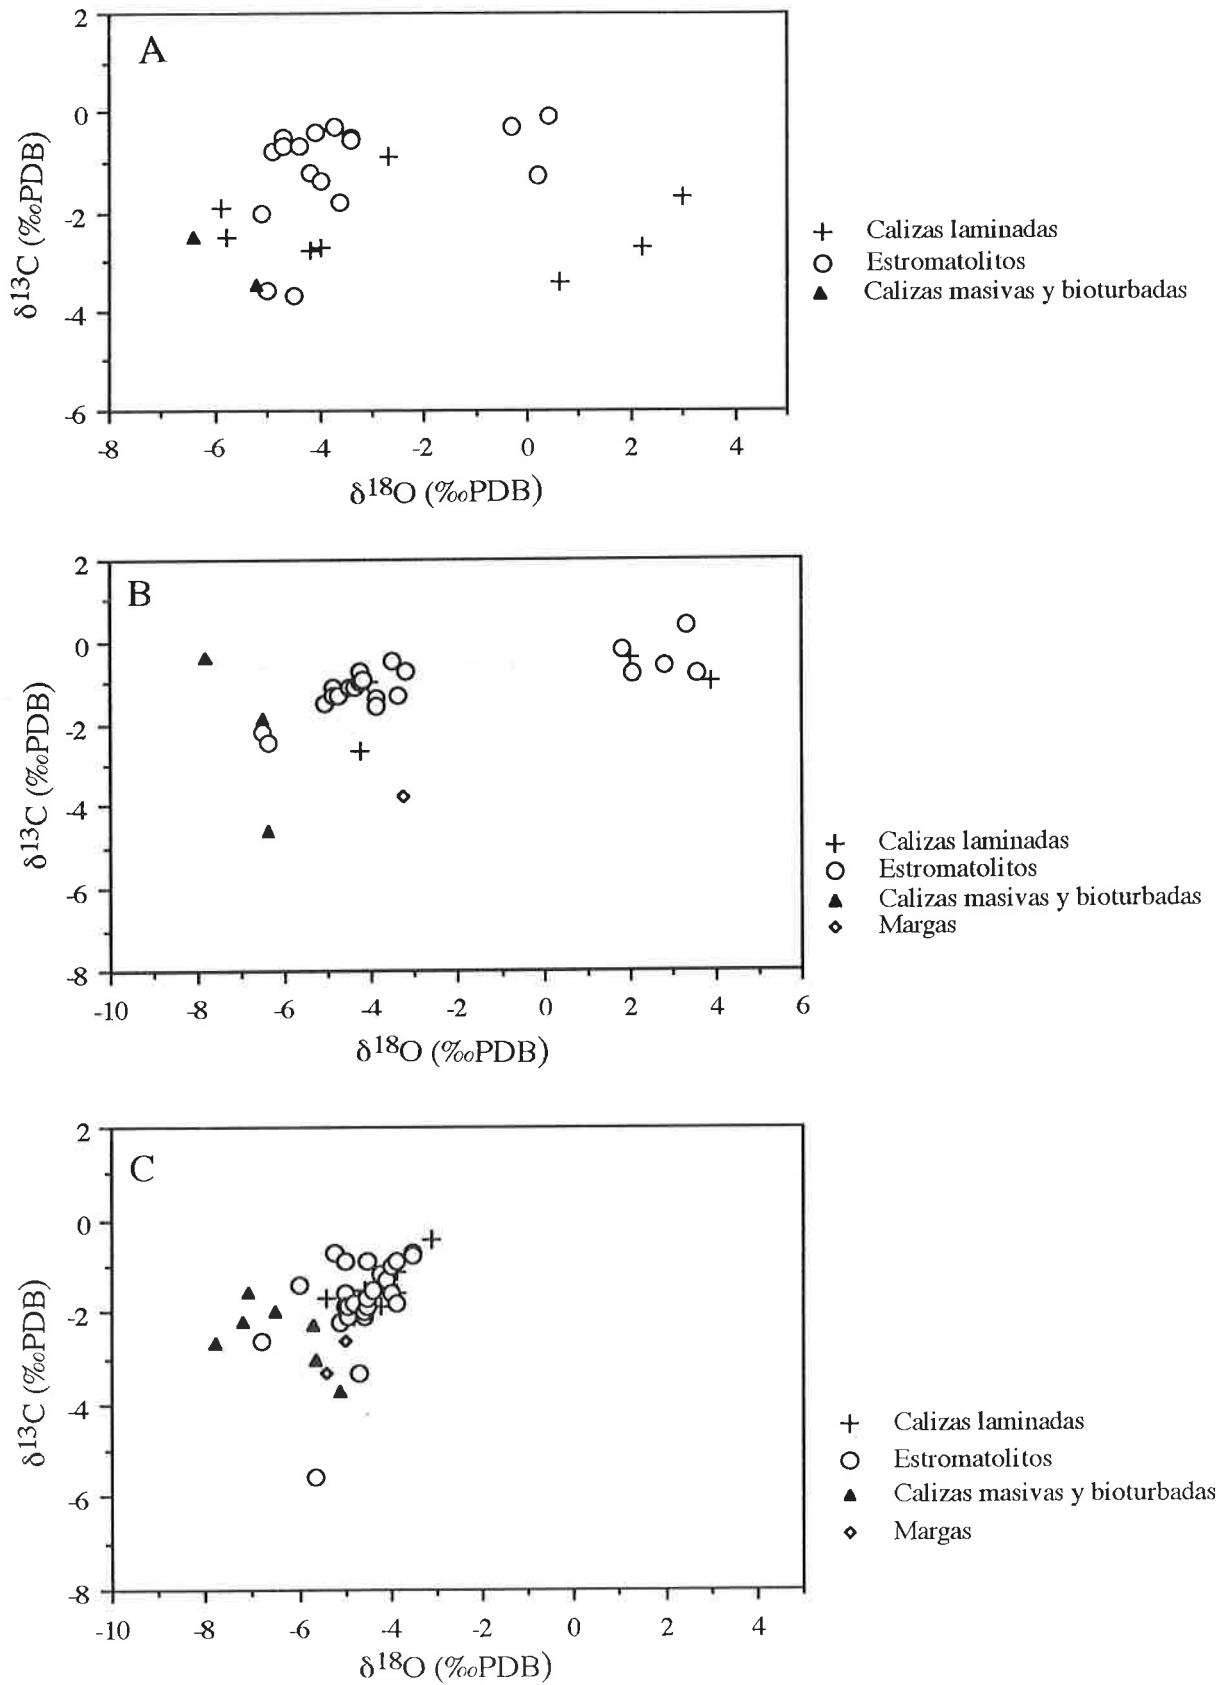 A
2
0
-2
-4
-6
-8
-6
-4
-2
0
2
4
δ13C (‰PDB)
δ18O (‰PDB)
Calizas laminadas
Estromatolitos
Calizas masivas y bioturbadas
B
2
0
-2
-4
-6
-8
-10
-8
-6
-4
-2
0
2
4
6
δ13C (‰PDB)
δ18O (‰PDB)
Calizas laminadas
Estromatolitos
Calizas masivas y bioturbadas
Margas
C
2
0
-2
-4
-6
-8
-10
-8
-6
-4
-2
0
2
4
δ13C (‰PDB)
δ18O (‰PDB)
Calizas laminadas
Estromatolitos
Calizas masivas y bioturbadas
Margas